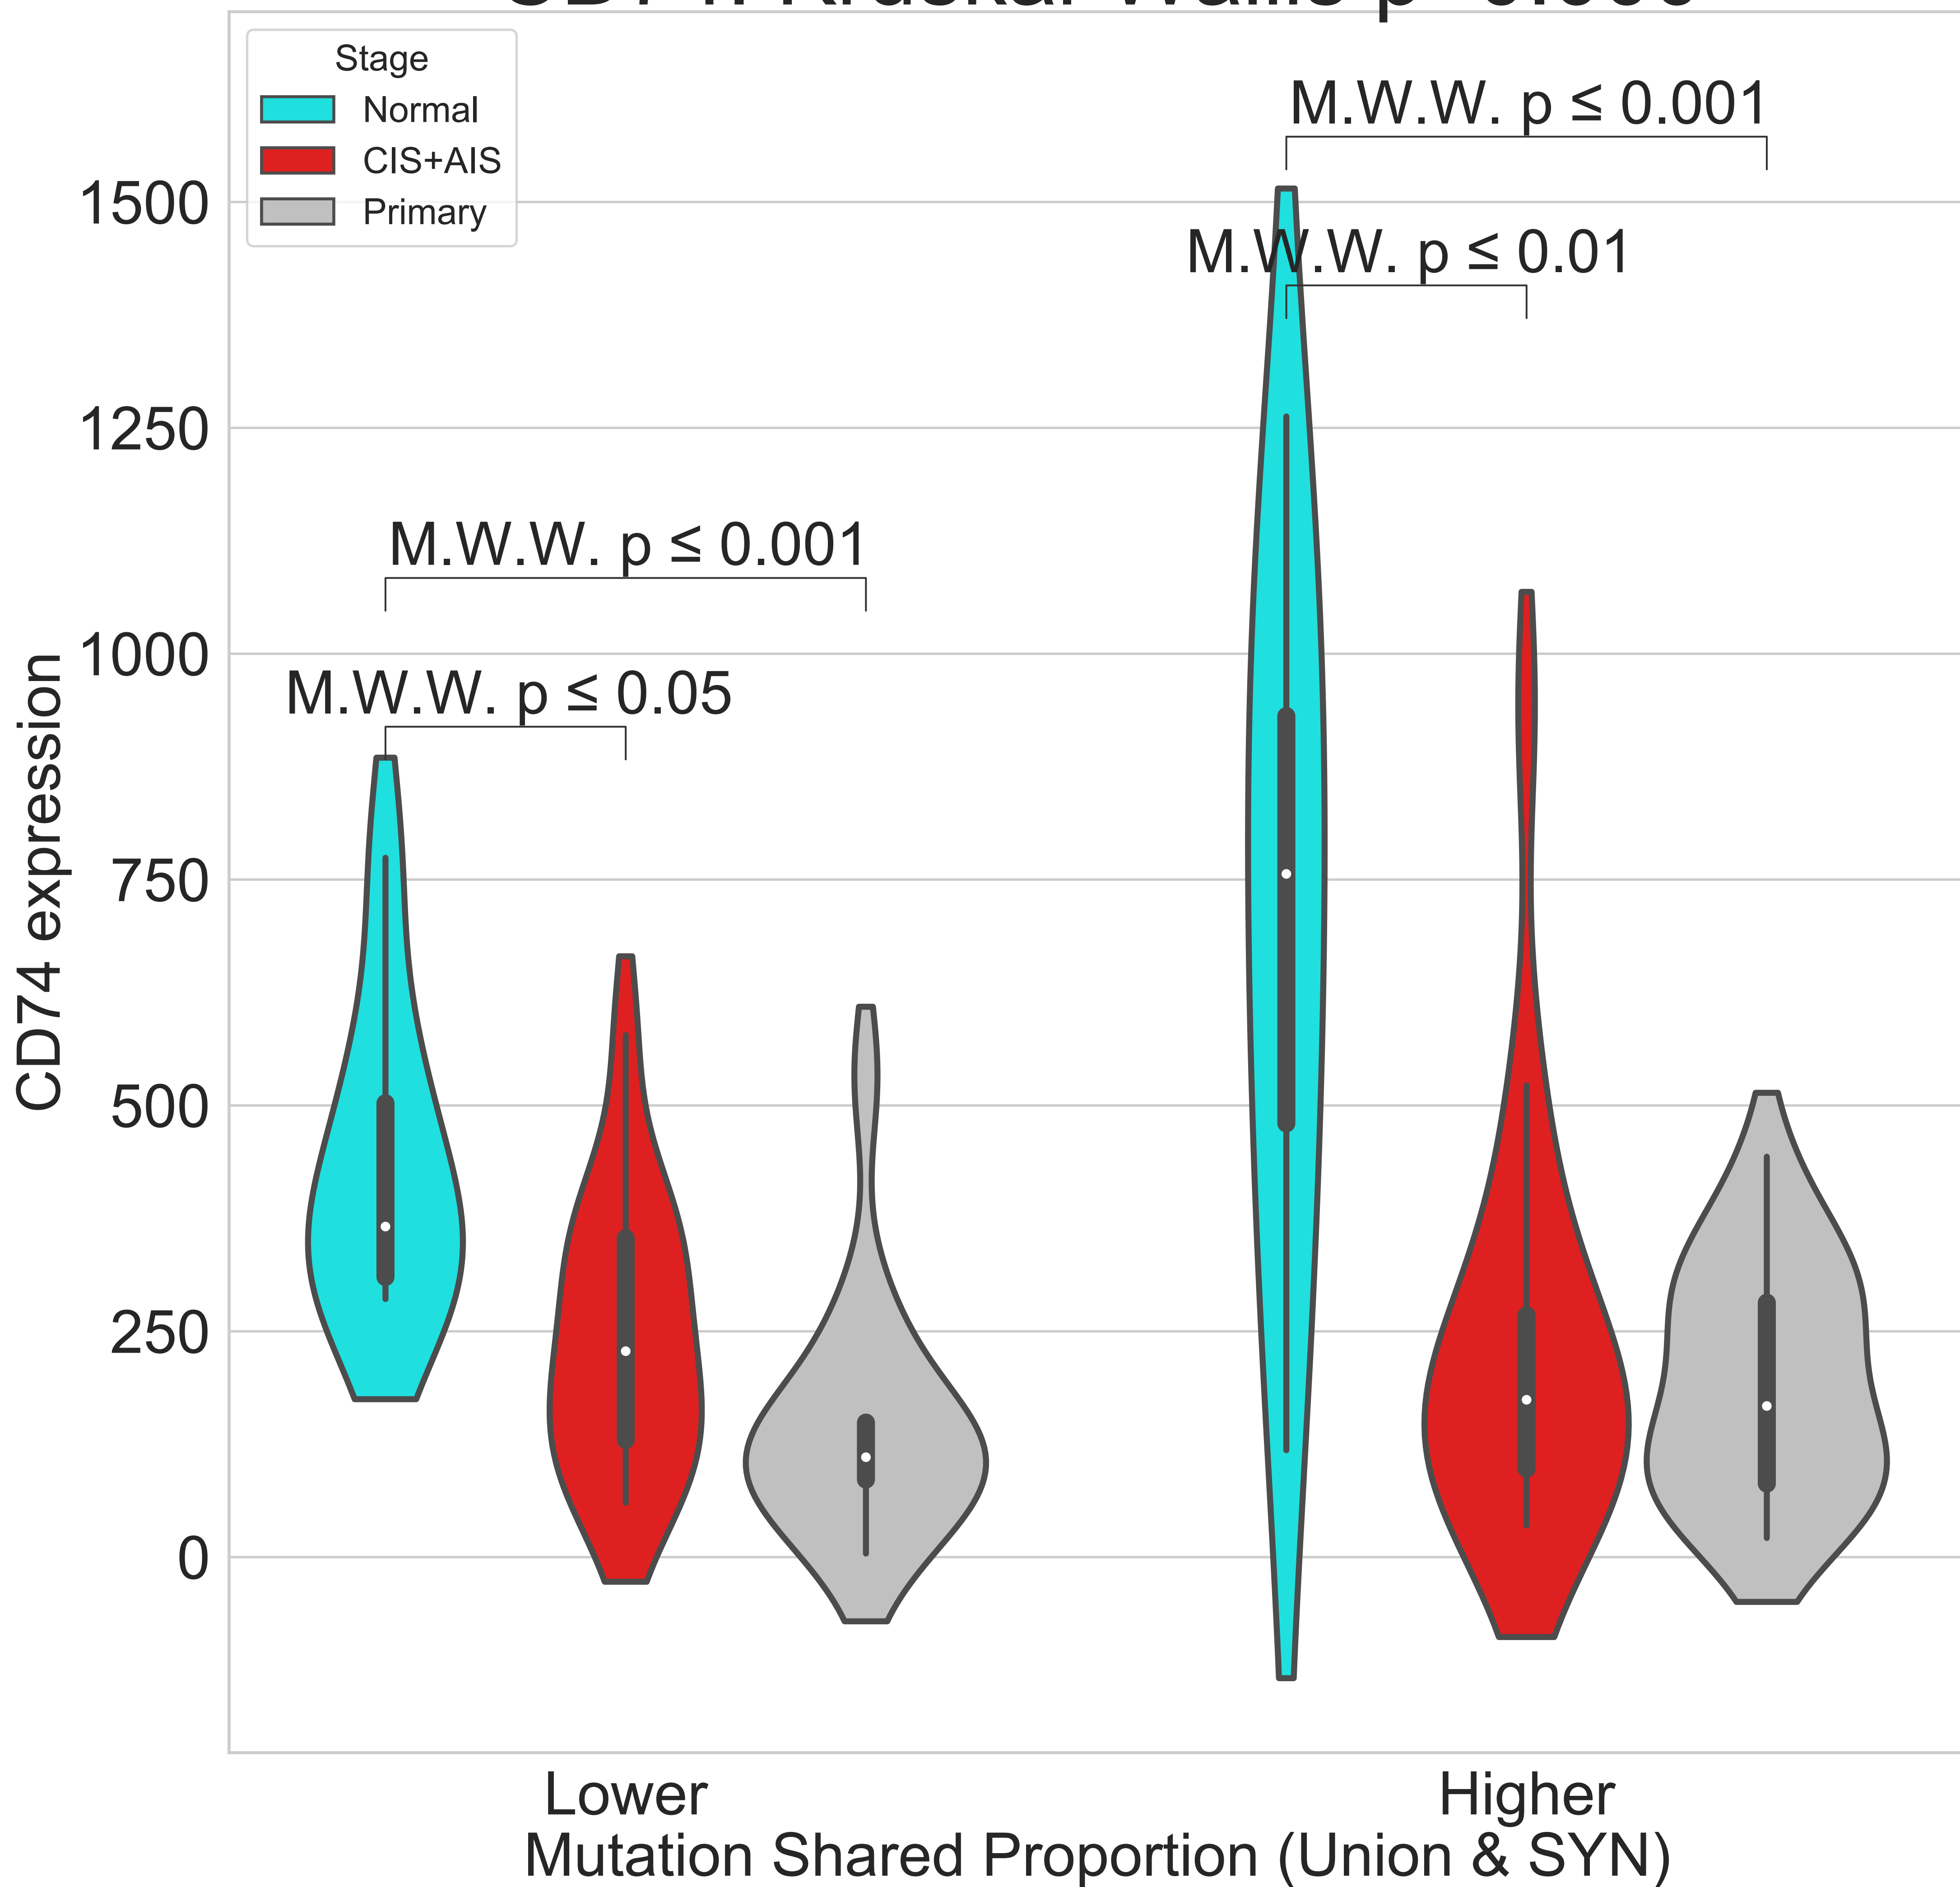 Stage
Normal
CIS+AIS
Primary
M.W.W. p ≤ 0.001
M.W.W. p ≤ 0.01
M.W.W. p ≤ 0.001
M.W.W. p ≤ 0.05
1500
1250
1000
750
500
250
0
CD74 expression
Lower
Higher
Mutation Shared Proportion (Union & SYN)